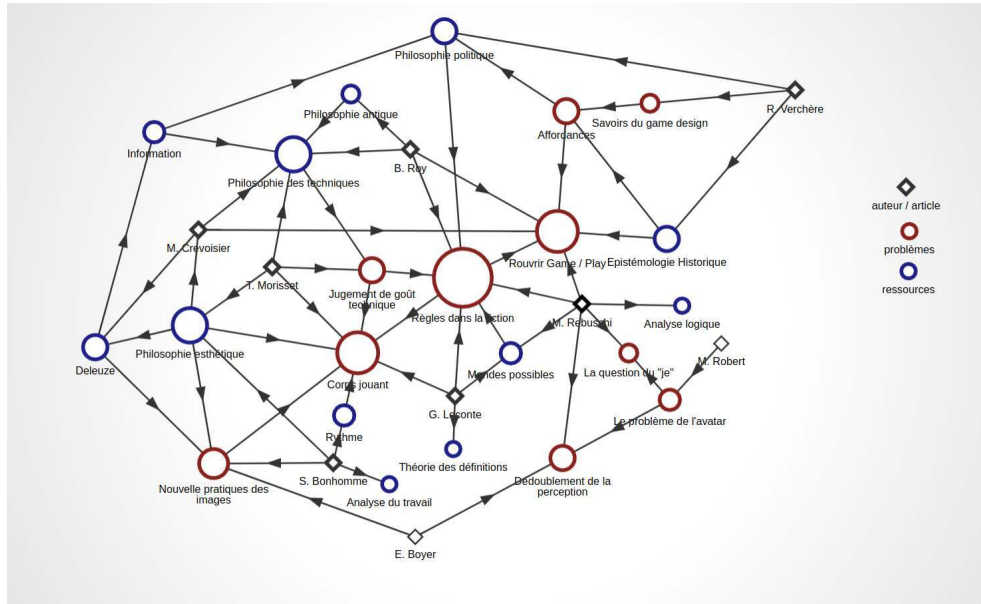 Philosophie politique
R. Verchère
Philosophie antique
Savoirs du game design
Affordances
Information
B. Roy
Philosophie des techniques
auteur / article
M. Crevoisier
problèmes
Rouvrir Game / Play
Epistémologie Historique
T. Morisset
ressources
Jugement de goût
technique
Règles dans la fiction
M. Rebuschi
Analyse logique
Philosophie esthétique
Deleuze
Corps jouant
Mondes possibles
La question du "je"
M. Robert
G. Leconte
Le problème de l'avatar
Rythme
Théorie des définitions
S. Bonhomme
Dédoublement de la
perception
Nouvelle pratiques des
images
Analyse du travail
E. Boyer